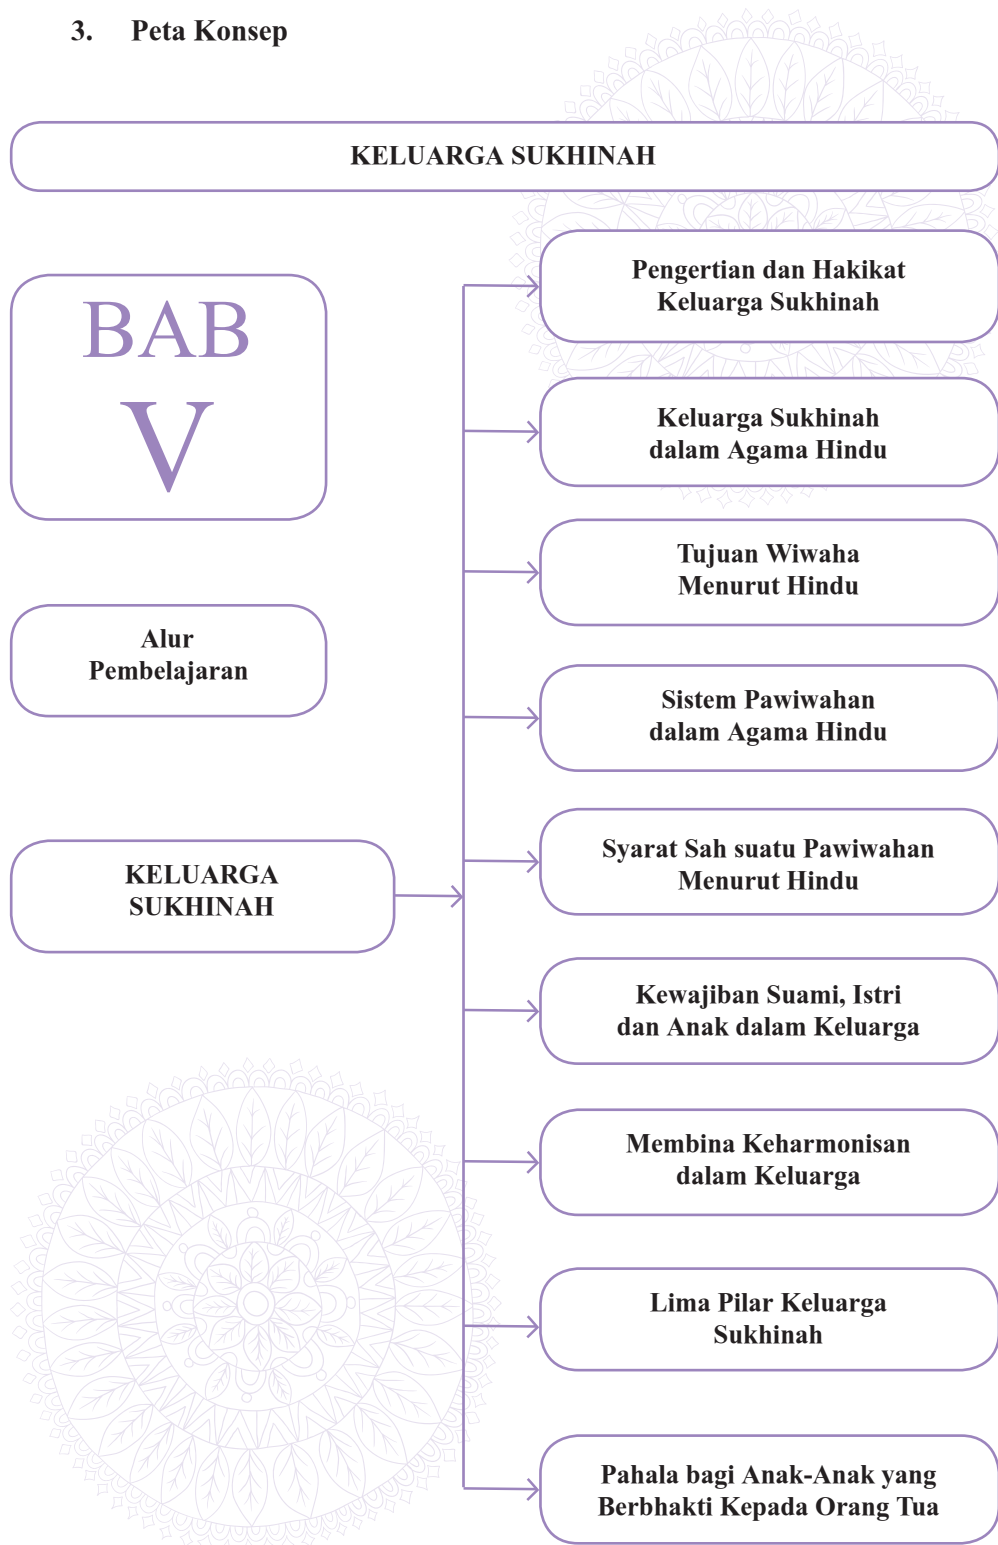 3. Peta Konsep
KELUARGA SUKHINAH
BAB
V
Alur
Pembelajaran
KELUARGA
SUKHINAH
Pengertian dan Hakikat
Keluarga Sukhinah
Keluarga Sukhinah
dalam Agama Hindu
Tujuan Wiwaha
Menurut Hindu
Sistem Pawiwahan
dalam Agama Hindu
Syarat Sah suatu Pawiwahan
Menurut Hindu
Kewajiban Suami, Istri
dan Anak dalam Keluarga
Membina Keharmonisan
dalam Keluarga
Lima Pilar Keluarga
Sukhinah
Pahala bagi Anak-Anak yang
Berbhakti Kepada Orang Tua